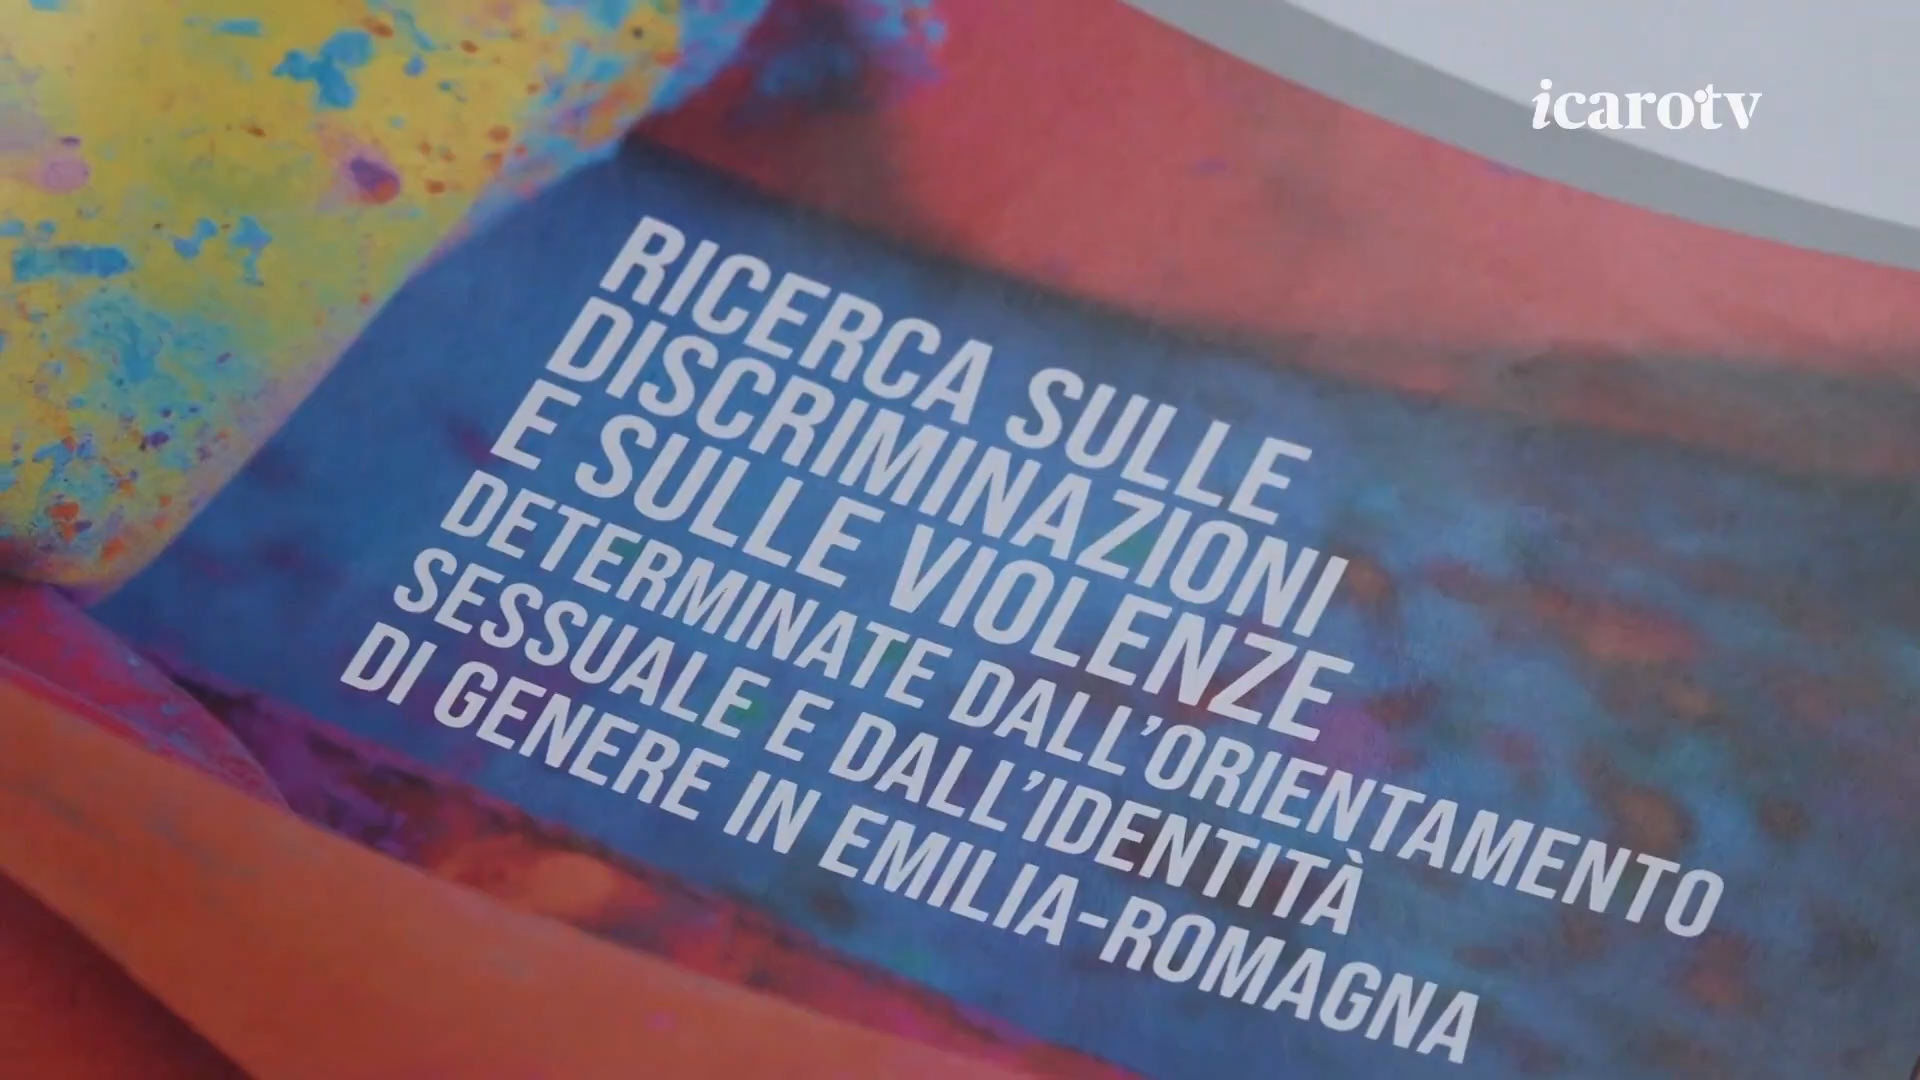 icarotv
RICERCA SULLE
DISCRIMINAZIONI
E SULLE VIOLENZE
DETERMINATE DALL'ORIENTAMENTO
SESSUALE E DALL'IDENTITÀ
DI GENERE IN EMILIA-ROMAGNA